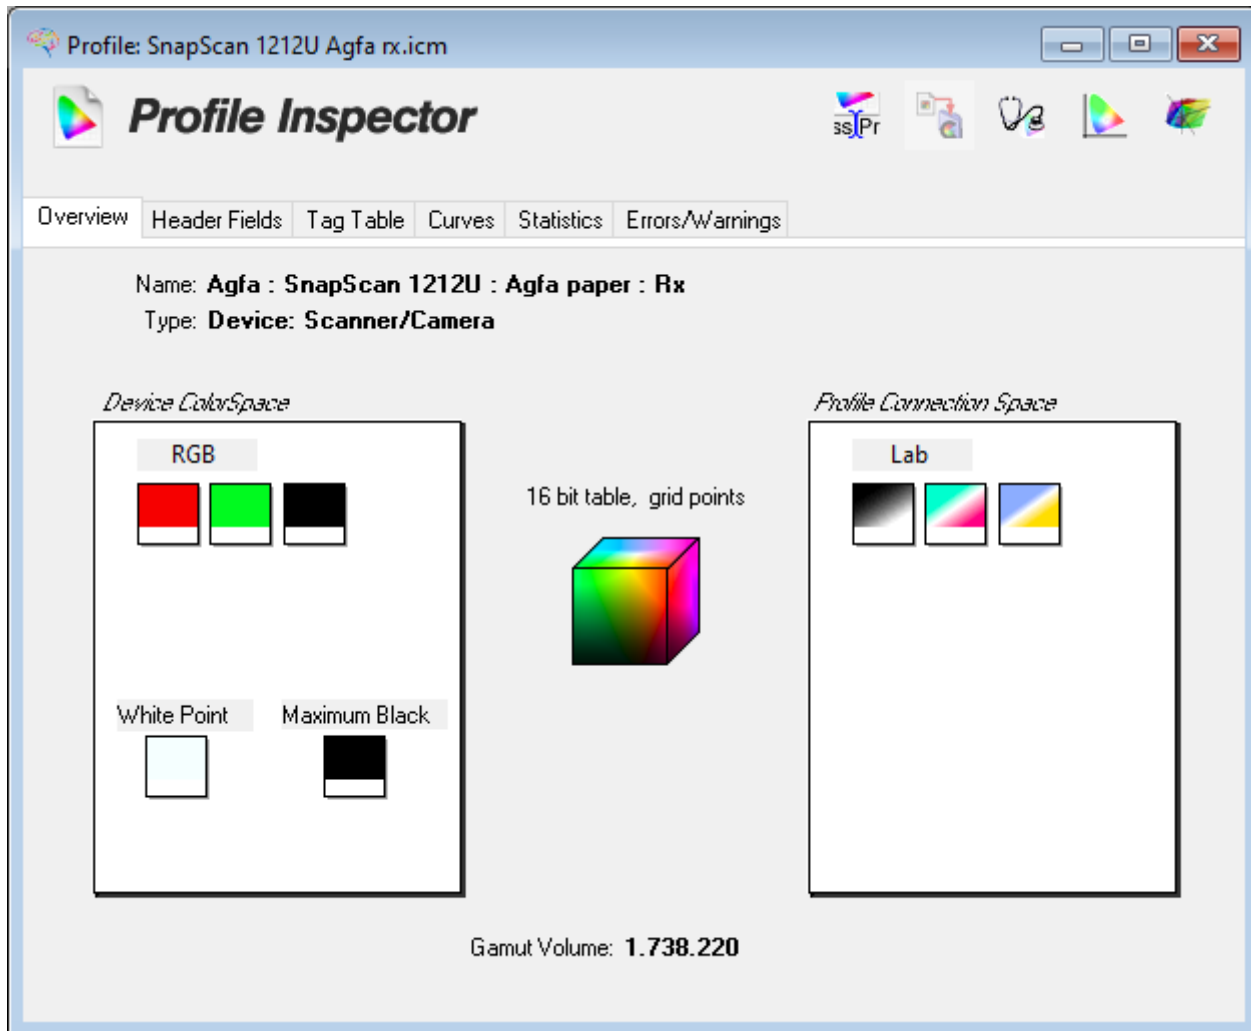 Profile: SnapScan 1212U Agfa rx.icm
Profile Inspector
ss Pr
Overview Header Fields Tag Table Curves Statistics Errors/Warnings
Name: Agfa : SnapScan 1212U : Agfa paper : Rx
Type: Device: Scanner/Camera
Device ColorSpace
Profile Connection Space
RGB
Lab
16 bit table, grid points
White Point
Maximum Black
Gamut Volume: 1.738.220